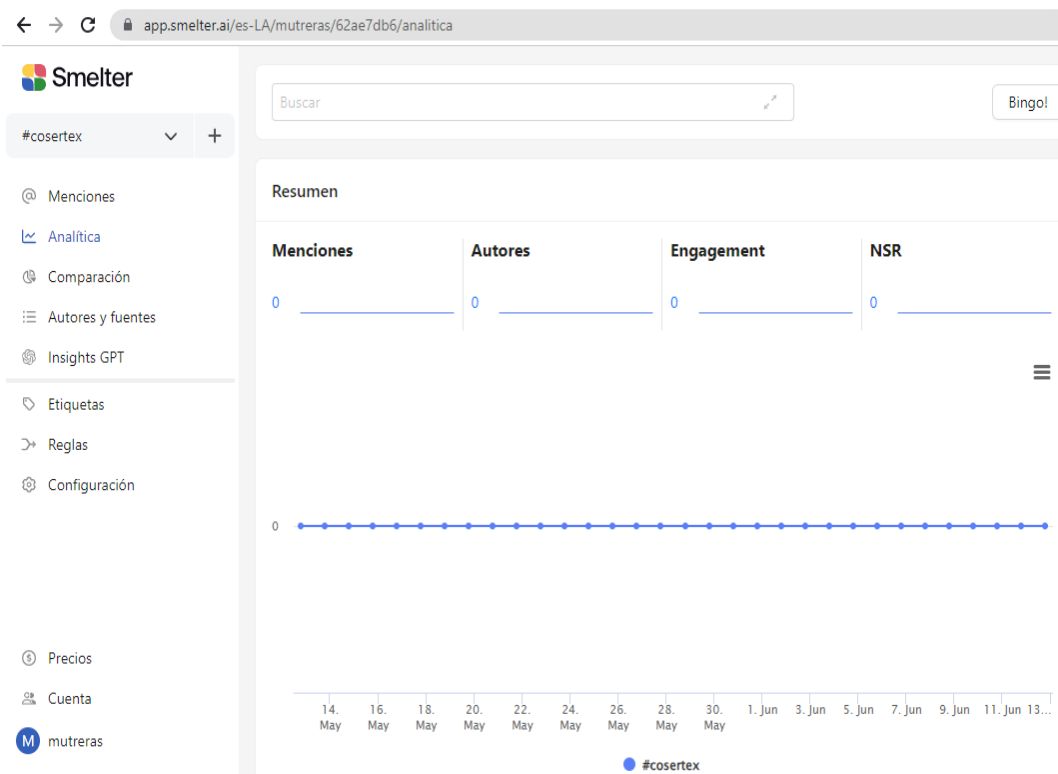 app.smelter.ai/es-LA/mutreras/62ae7db6/analitica
Smelter
#cosertex
Menciones
Analítica
Comparación
Autores y fuentes
Insights GPT
Etiquetas
Reglas
Configuración
Precios
Cuenta
M mutreras
Buscar
Bingo!
Resumen
Menciones Autores Engagement NSR
0 0 0 0
0
14. May 16. May 18. May 20. May 22. May 24. May 26. May 28. May 30. May 1. Jun 3. Jun 5. Jun 7. Jun 9. Jun 11. Jun 13...
#cosertex